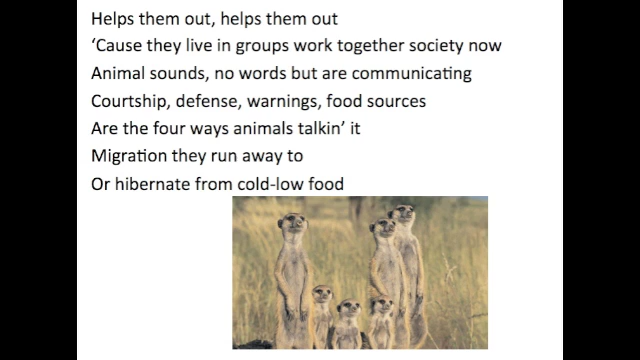 Helps them out, helps them out
‘Cause they live in groups work together society now
Animal sounds, no words but are communicating
Courtship, defense, warnings, food sources
Are the four ways animals talkin’ it
Migration they run away to
Or hibernate from cold-low food